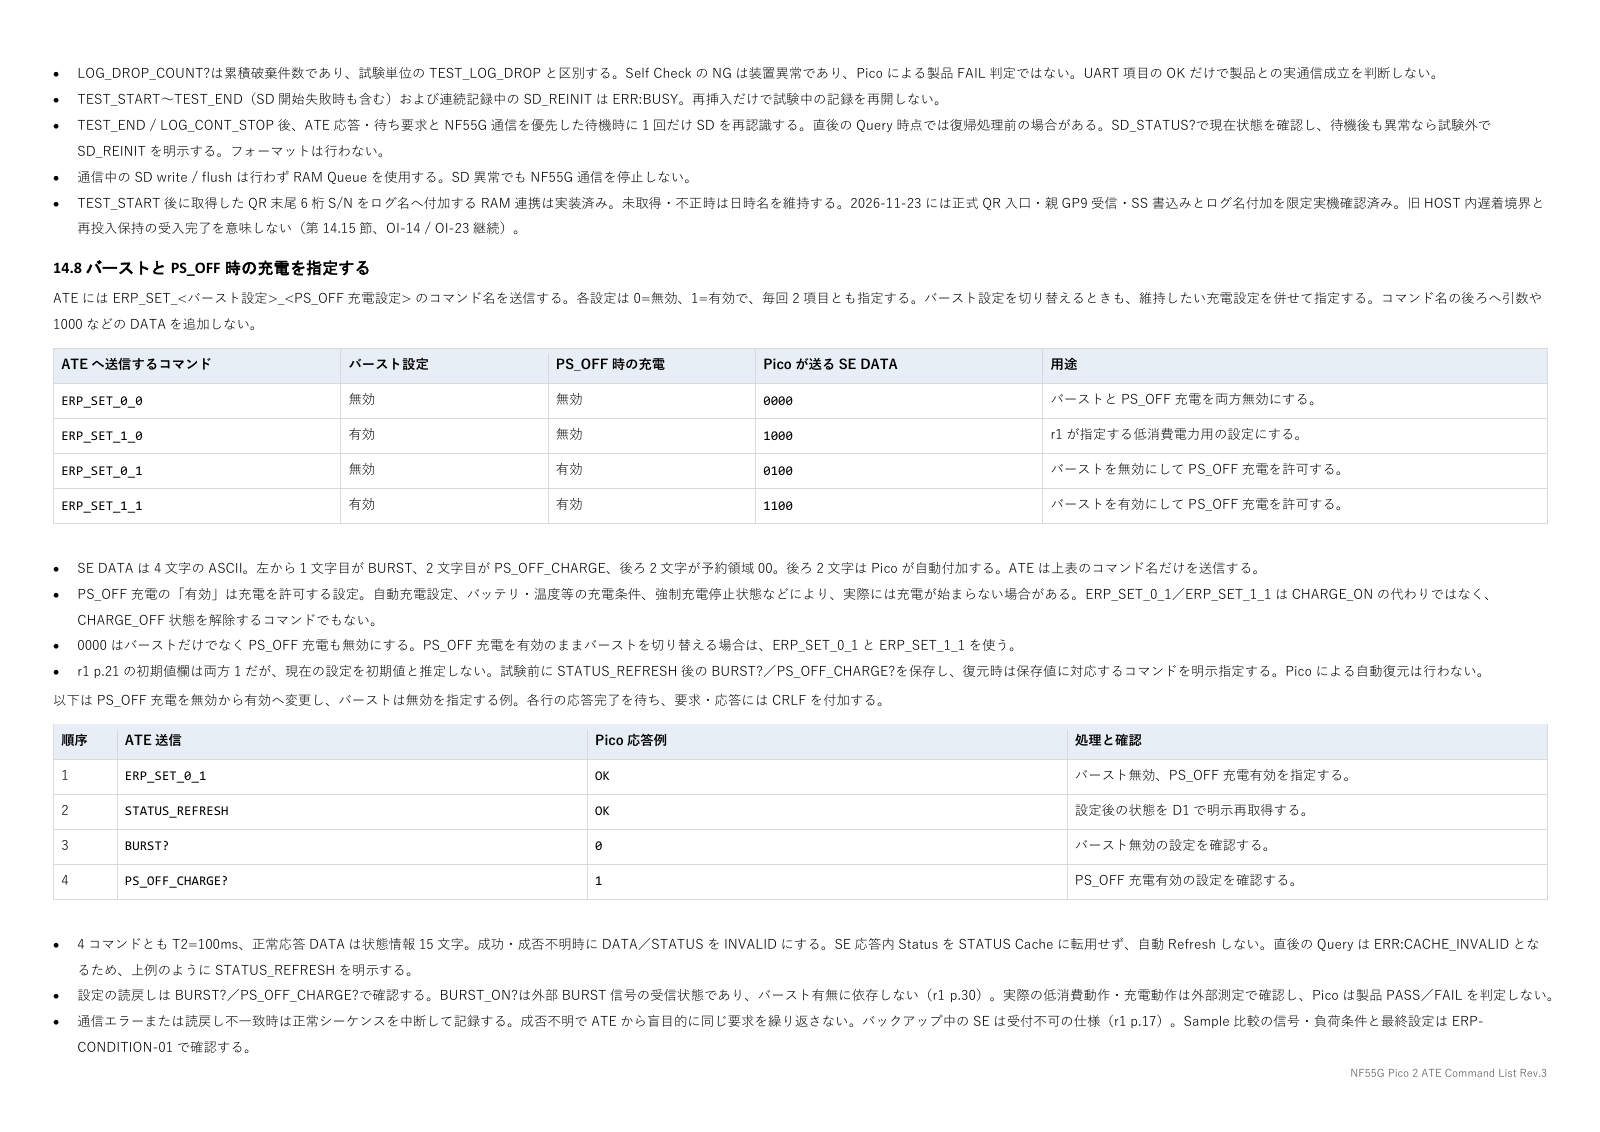 • LOG_DROP_COUNT?は累積破棄件数であり、試験単位の TEST_LOG_DROP と区別する。Self Check の NG は装置異常であり、Pico による製品 FAIL 判定ではない。UART 項目の OK だけで製品との実通信成立を判断しない。
• TEST_START～TEST_END（SD 開始失敗時も含む）および連続記録中の SD_REINIT は ERR:BUSY。再挿入だけで試験中の記録を再開しない。
• TEST_END / LOG_CONT_STOP 後、ATE 応答・待ち要求と NF55G 通信を優先した待機時に 1 回だけ SD を再認識する。直後の Query 時点では復帰処理前の場合がある。SD_STATUS?で現在状態を確認し、待機後も異常なら試験外で
SD_REINIT を明示する。フォーマットは行わない。
• 通信中の SD write / flush は行わず RAM Queue を使用する。SD 異常でも NF55G 通信を停止しない。
• TEST_START 後に取得した QR 末尾 6 桁 S/N をログ名へ付加する RAM 連携は実装済み。未取得・不正時は日時名を維持する。2026-11-23 には正式 QR 入口・親 GP9 受信・SS 書込みとログ名付加を限定実機確認済み。旧 HOST 内遅着境界と
再投入保持の受入完了を意味しない（第 14.15 節、OI-14 / OI-23 継続）。
14.8 バーストと PS_OFF 時の充電を指定する
ATE には ERP_SET_<バースト設定>_<PS_OFF 充電設定> のコマンド名を送信する。各設定は 0=無効、1=有効で、毎回 2 項目とも指定する。バースト設定を切り替えるときも、維持したい充電設定を併せて指定する。コマンド名の後ろへ引数や
1000 などの DATA を追加しない。
ATE へ送信するコマンド バースト設定 PS_OFF 時の充電 Pico が送る SE DATA 用途
ERP_SET_0_0 無効 無効 0000 バーストと PS_OFF 充電を両方無効にする。
ERP_SET_1_0 有効 無効 1000 r1 が指定する低消費電力用の設定にする。
ERP_SET_0_1 無効 有効 0100 バーストを無効にして PS_OFF 充電を許可する。
ERP_SET_1_1 有効 有効 1100 バーストを有効にして PS_OFF 充電を許可する。
• SE DATA は 4 文字の ASCII。左から 1 文字目が BURST、2 文字目が PS_OFF_CHARGE、後ろ 2 文字が予約領域 00。後ろ 2 文字は Pico が自動付加する。ATE は上表のコマンド名だけを送信する。
• PS_OFF 充電の「有効」は充電を許可する設定。自動充電設定、バッテリ・温度等の充電条件、強制充電停止状態などにより、実際には充電が始まらない場合がある。ERP_SET_0_1／ERP_SET_1_1 は CHARGE_ON の代わりではなく、
CHARGE_OFF 状態を解除するコマンドでもない。
• 0000 はバーストだけでなく PS_OFF 充電も無効にする。PS_OFF 充電を有効のままバーストを切り替える場合は、ERP_SET_0_1 と ERP_SET_1_1 を使う。
• r1 p.21 の初期値欄は両方 1 だが、現在の設定を初期値と推定しない。試験前に STATUS_REFRESH 後の BURST?／PS_OFF_CHARGE?を保存し、復元時は保存値に対応するコマンドを明示指定する。Pico による自動復元は行わない。
以下は PS_OFF 充電を無効から有効へ変更し、バーストは無効を指定する例。各行の応答完了を待ち、要求・応答には CRLF を付加する。
順序 ATE 送信 Pico 応答例 処理と確認
1 ERP_SET_0_1 OK バースト無効、PS_OFF 充電有効を指定する。
2 STATUS_REFRESH OK 設定後の状態を D1 で明示再取得する。
3 BURST? 0 バースト無効の設定を確認する。
4 PS_OFF_CHARGE? 1 PS_OFF 充電有効の設定を確認する。
• 4 コマンドとも T2=100ms、正常応答 DATA は状態情報 15 文字。成功・成否不明時に DATA／STATUS を INVALID にする。SE 応答内 Status を STATUS Cache に転用せず、自動 Refresh しない。直後の Query は ERR:CACHE_INVALID とな
るため、上例のように STATUS_REFRESH を明示する。
• 設定の読戻しは BURST?／PS_OFF_CHARGE?で確認する。BURST_ON?は外部 BURST 信号の受信状態であり、バースト有無に依存しない（r1 p.30）。実際の低消費動作・充電動作は外部測定で確認し、Pico は製品 PASS／FAIL を判定しない。
• 通信エラーまたは読戻し不一致時は正常シーケンスを中断して記録する。成否不明で ATE から盲目的に同じ要求を繰り返さない。バックアップ中の SE は受付不可の仕様（r1 p.17）。Sample 比較の信号・負荷条件と最終設定は ERP-
CONDITION-01 で確認する。
NF55G Pico 2 ATE Command List Rev.3